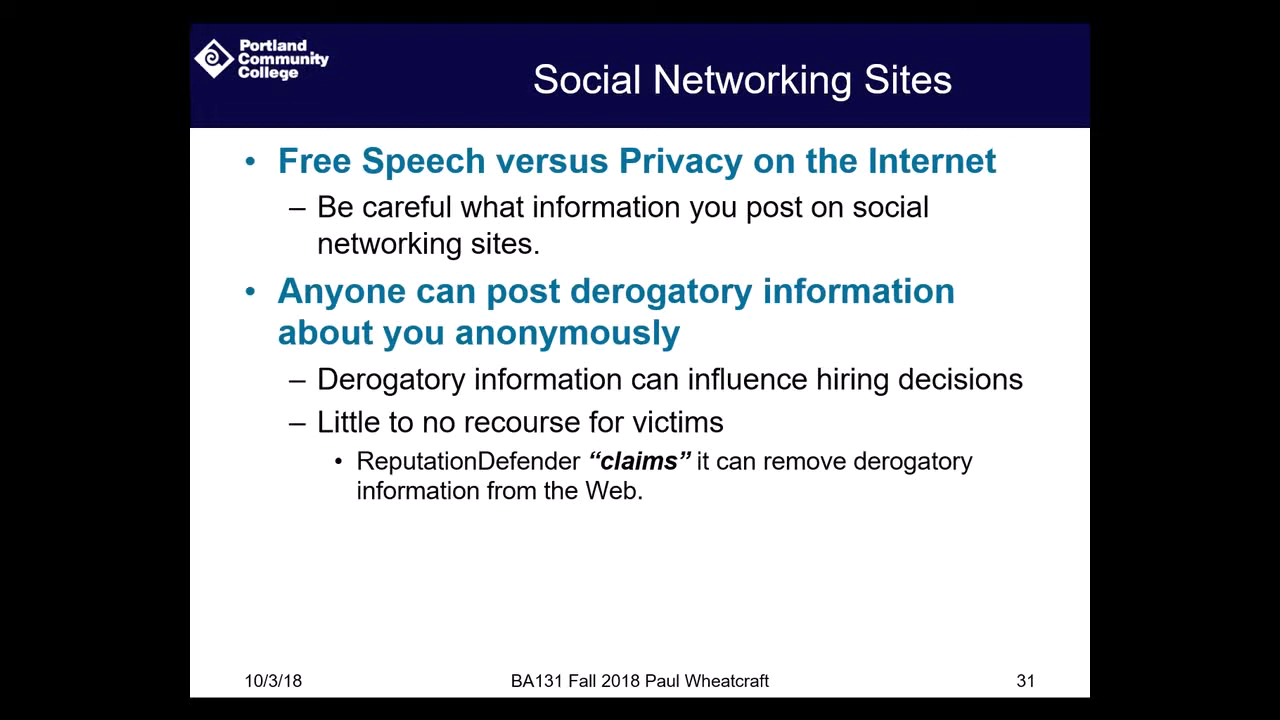 Portland
Community
College
Social Networking Sites
• Free Speech versus Privacy on the Internet
– Be careful what information you post on social
networking sites.
• Anyone can post derogatory information
about you anonymously
– Derogatory information can influence hiring decisions
– Little to no recourse for victims
• ReputationDefender “claims” it can remove derogatory
information from the Web.
10/3/18
BA131 Fall 2018 Paul Wheatcraft
31